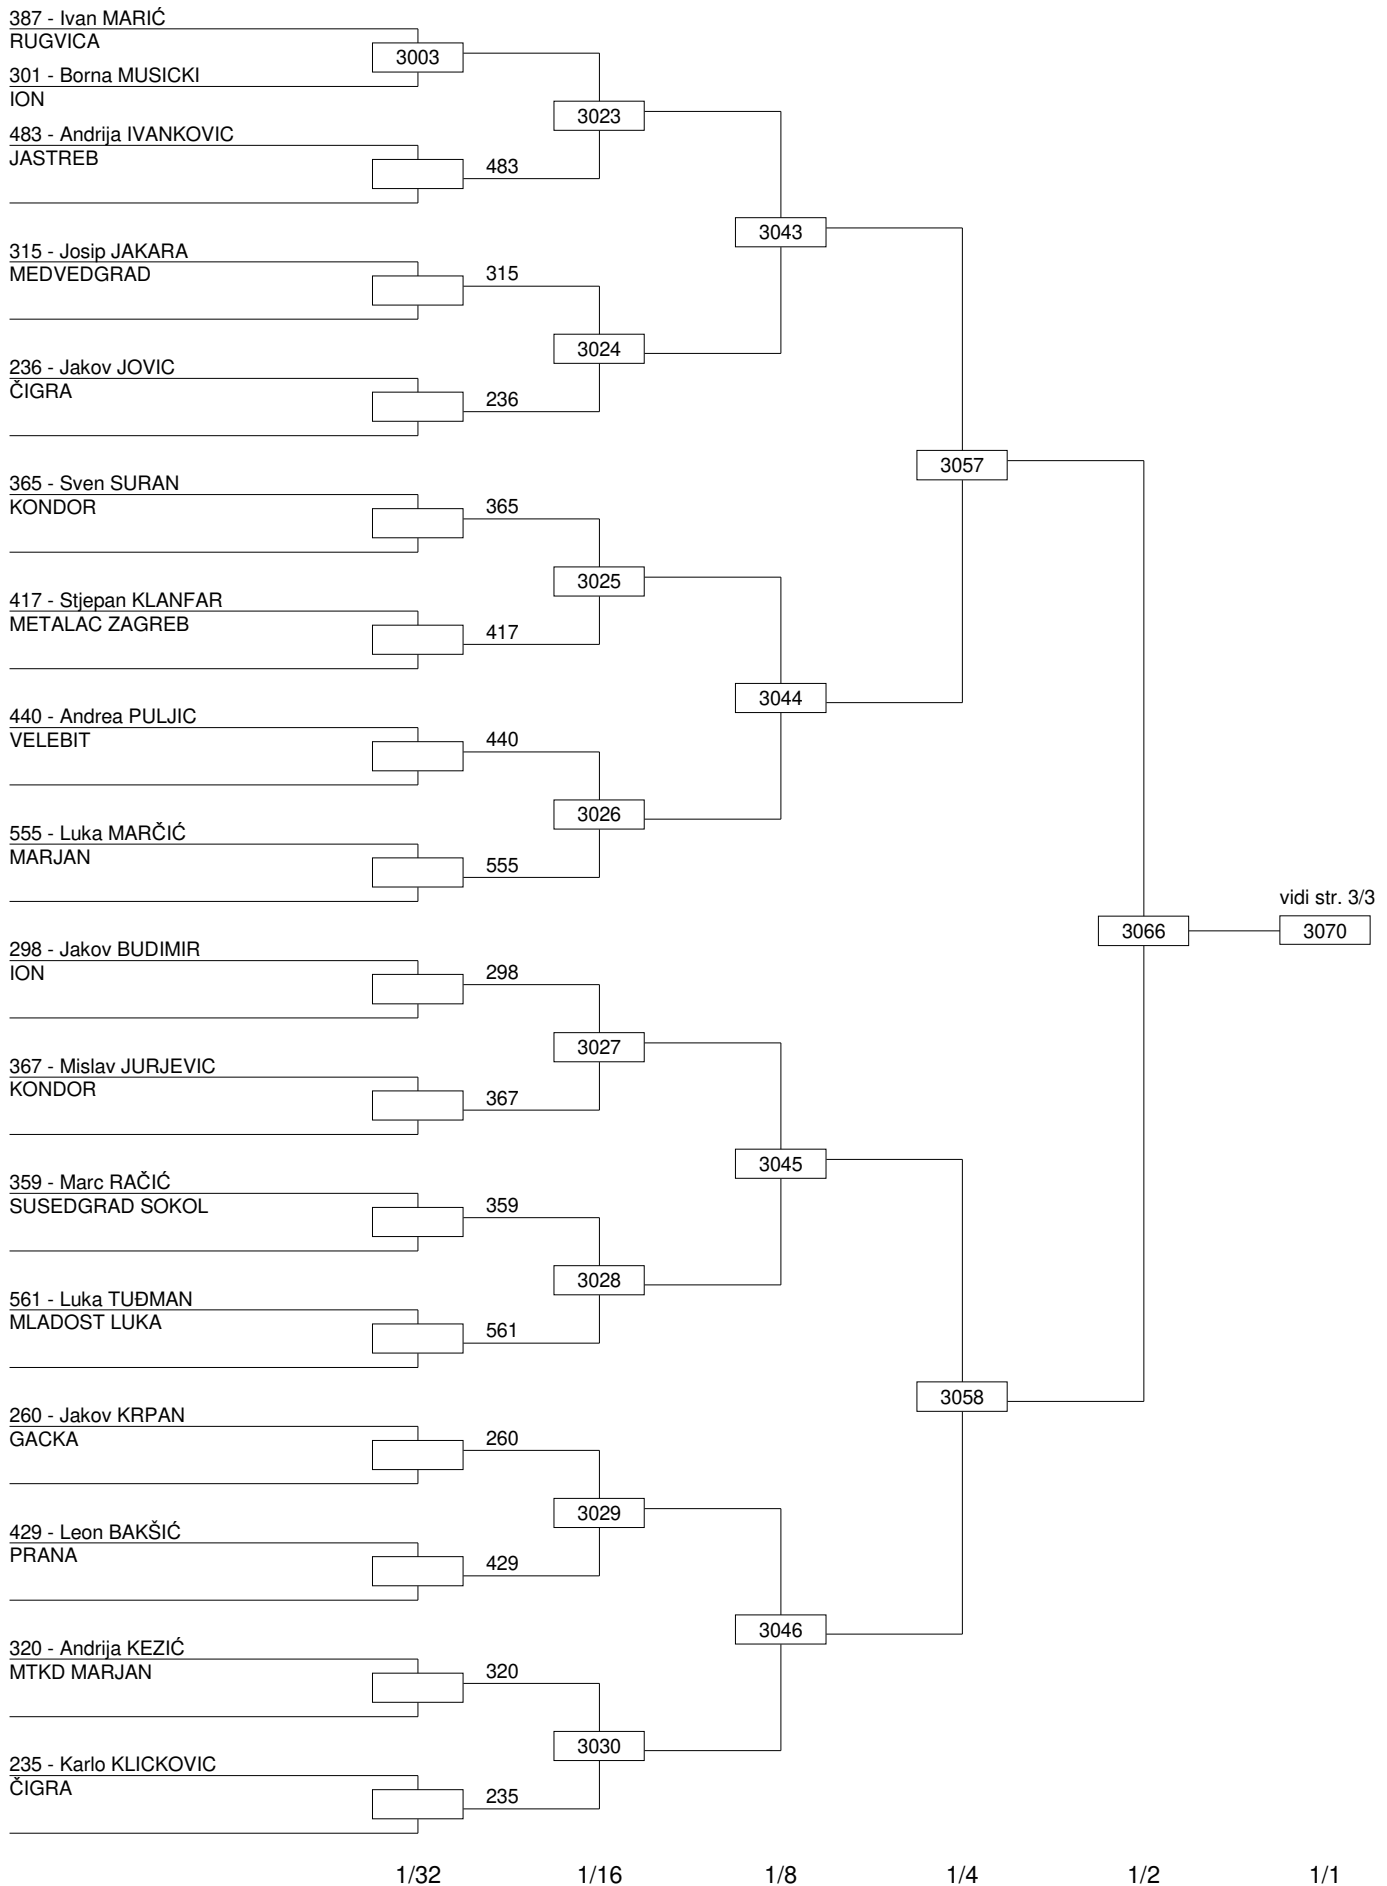 387 - Ivan MARIĆ
RUGVICA
3003
301 - Borna MUSICKI
ION
3023
483 - Andrija IVANKOVIC
JASTREB
483
3043
315 - Josip JAKARA
MEDVEDGRAD
315
3024
236 - Jakov JOVIC
ČIGRA
236
3057
365 - Sven SURAN
KONDOR
365
3025
417 - Stjepan KLANFAR
METALAC ZAGREB
417
3044
440 - Andrea PULJIC
VELEBIT
440
3026
555 - Luka MARČIĆ
MARJAN
555
vidi str. 3/3
3066
3070
298 - Jakov BUDIMIR
ION
298
3027
367 - Mislav JURJEVIC
KONDOR
367
3045
359 - Marc RAČIĆ
SUSEDGRAD SOKOL
359
3028
561 - Luka TUĐMAN
MLADOST LUKA
561
3058
260 - Jakov KRPAN
GACKA
260
3029
429 - Leon BAKŠIĆ
PRANA
429
3046
320 - Andrija KEZIĆ
MTKD MARJAN
320
3030
235 - Karlo KLICKOVIC
ČIGRA
235
1/32 1/16 1/8 1/4 1/2 1/1